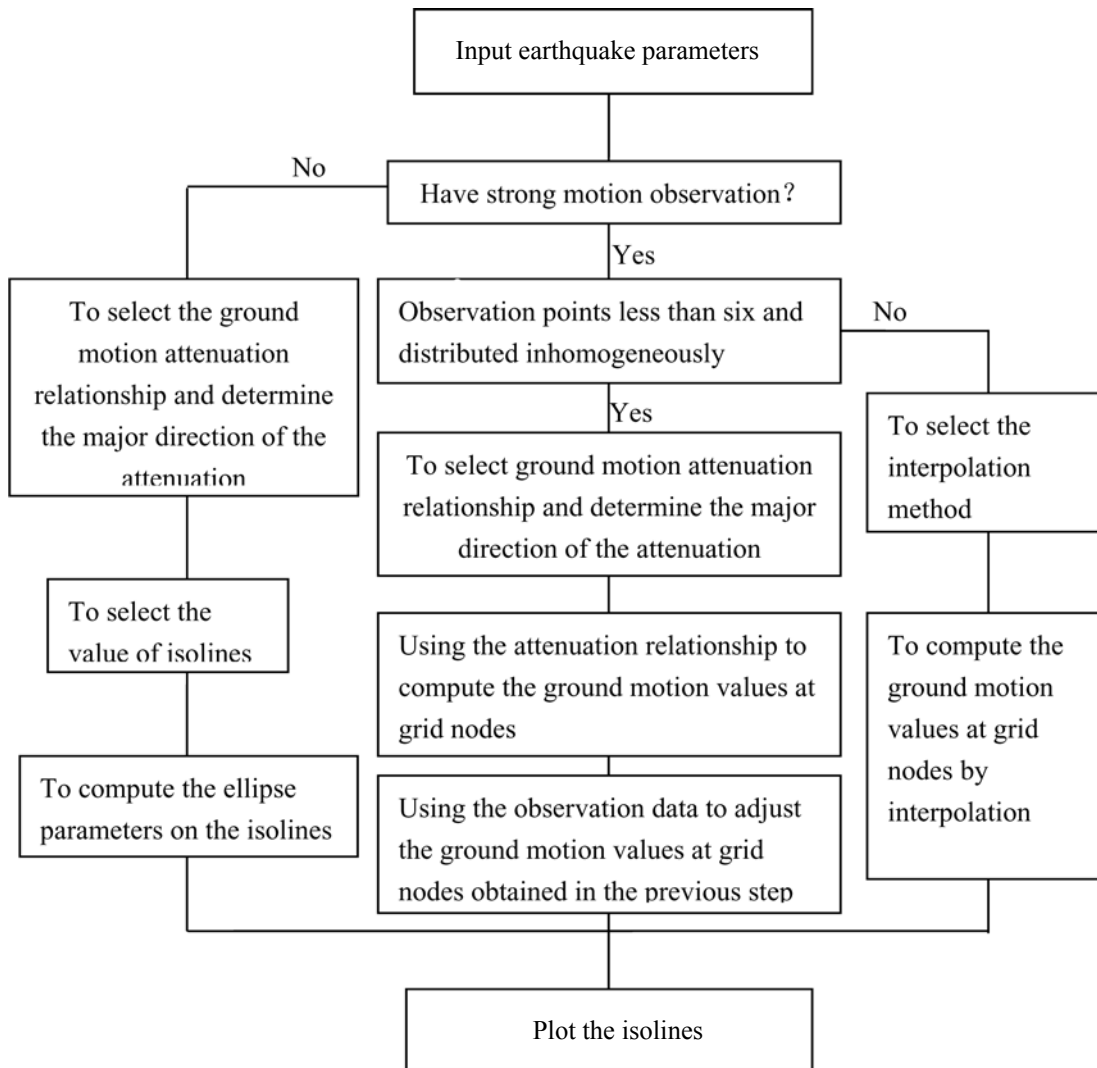 Input earthquake parameters
No
Have strong motion observation?
Yes
To select the ground
motion attenuation
relationship and determine
the major direction of the
attenuation
Observation points less than six and
distributed inhomogeneously
No
Yes
To select ground motion attenuation
relationship and determine the major
direction of the attenuation
To select the
interpolation
method
To select the
value of isolines
Using the attenuation relationship to
compute the ground motion values at
grid nodes
To compute the
ground motion
values at grid
nodes by
interpolation
To compute the ellipse
parameters on the isolines
Using the observation data to adjust
the ground motion values at grid
nodes obtained in the previous step
Plot the isolines